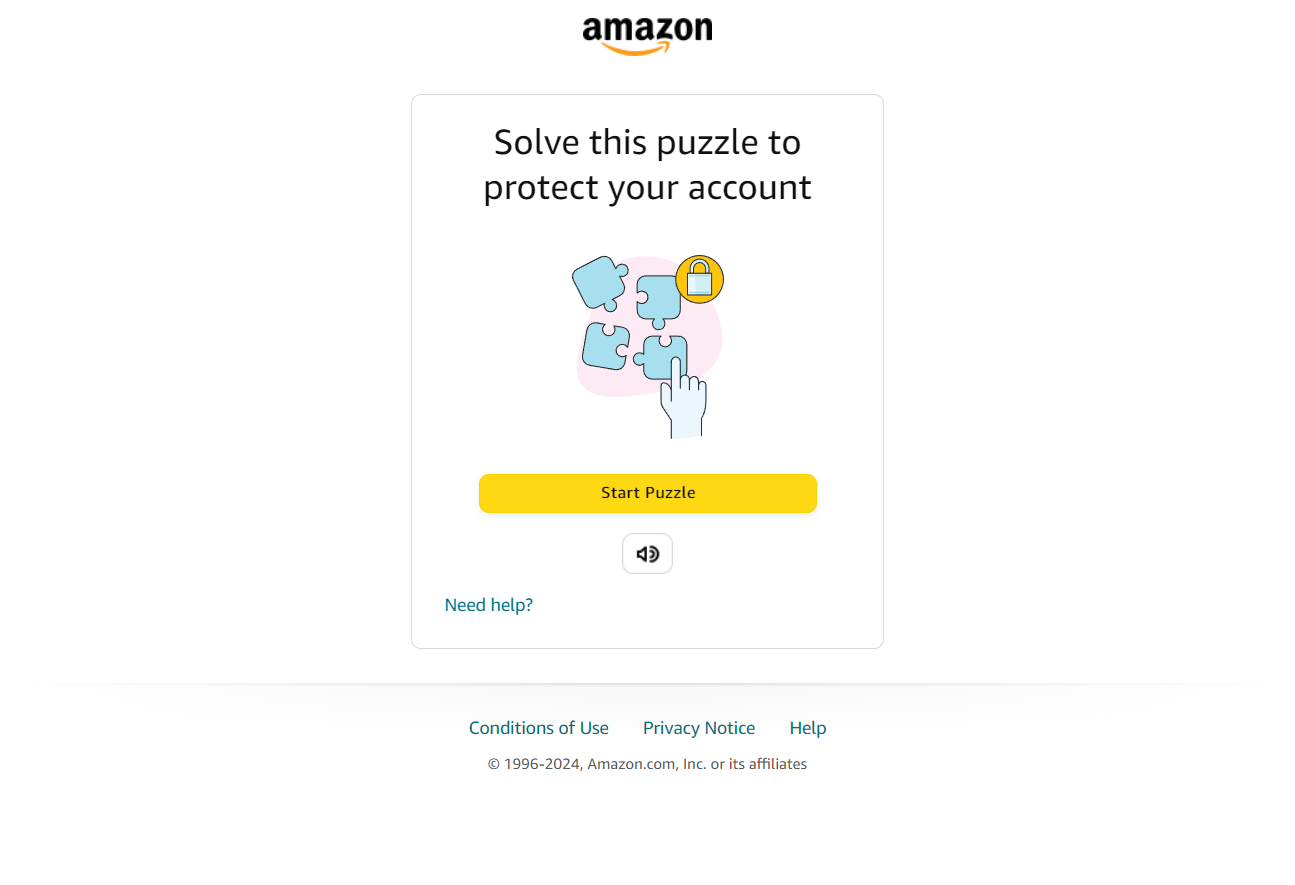 amazon
Solve this puzzle to
protect your account
Start Puzzle
Need help?
Conditions of Use Privacy Notice Help
© 1996-2024, Amazon.com, Inc. or its affiliates